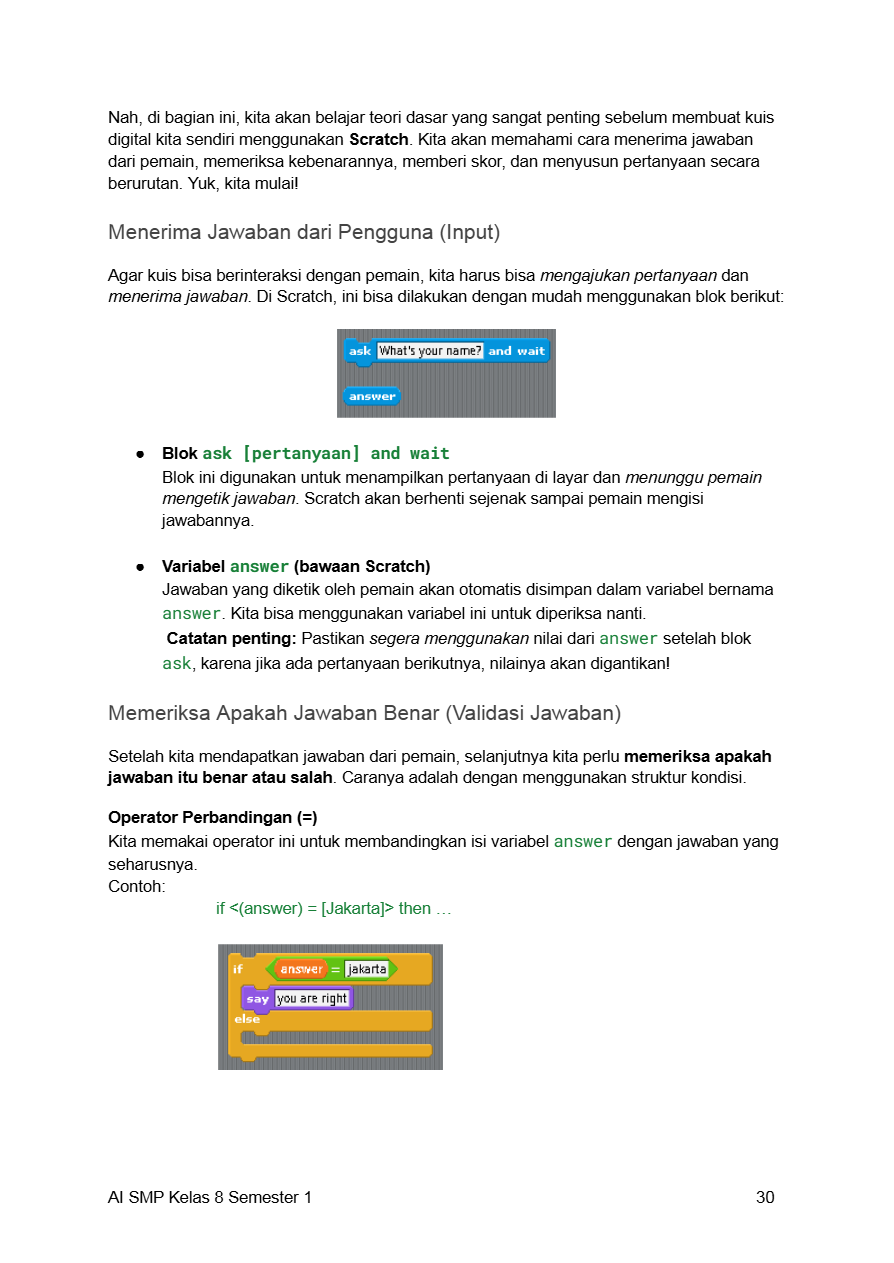 Nah, di bagian ini, kita akan belajar teori dasar yang sangat penting sebelum membuat kuis
digital kita sendiri menggunakan Scratch. Kita akan memahami cara menerima jawaban
dari pemain, memeriksa kebenarannya, memberi skor, dan menyusun pertanyaan secara
berurutan. Yuk, kita mulai!
Menerima Jawaban dari Pengguna (Input)
Agar kuis bisa berinteraksi dengan pemain, kita harus bisa mengajukan pertanyaan dan
menerima jawaban. Di Scratch, ini bisa dilakukan dengan mudah menggunakan blok berikut:
ask What's your name? and wait
answer
● Blok ask [pertanyaan] and wait
Blok ini digunakan untuk menampilkan pertanyaan di layar dan menunggu pemain
mengetik jawaban. Scratch akan berhenti sejenak sampai pemain mengisi
jawabannya.
● Variabel answer (bawaan Scratch)
Jawaban yang diketik oleh pemain akan otomatis disimpan dalam variabel bernama
answer. Kita bisa menggunakan variabel ini untuk diperiksa nanti.
Catatan penting: Pastikan segera menggunakan nilai dari answer setelah blok
ask, karena jika ada pertanyaan berikutnya, nilainya akan digantikan!
Memeriksa Apakah Jawaban Benar (Validasi Jawaban)
Setelah kita mendapatkan jawaban dari pemain, selanjutnya kita perlu memeriksa apakah
jawaban itu benar atau salah. Caranya adalah dengan menggunakan struktur kondisi.
Operator Perbandingan (=)
Kita memakai operator ini untuk membandingkan isi variabel answer dengan jawaban yang
seharusnya.
Contoh:
if <(answer) = [Jakarta]> then …
if answer = jakarta
say you are right
else
AI SMP Kelas 8 Semester 1 30